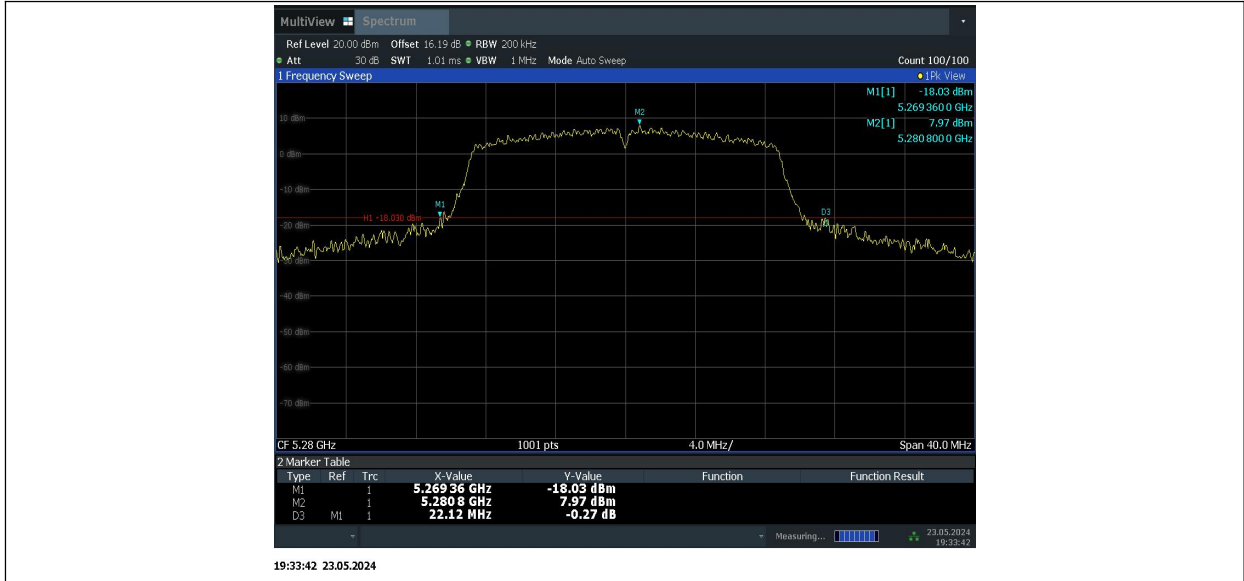 MultiView Spectrum
Ref Level 20.00 dBm Offset 16.19 dB RBW 200 kHz
Att 30 dB SWT 1.01 ms VBW 1 MHz Mode Auto Sweep Count 100/100
1 Frequency Sweep 1Pk View
M1[1] -18.03 dBm
5.269 360 0 GHz
M2[1] 7.97 dBm
5.280 800 0 GHz
M2
10 dBm
0 dBm
-10 dBm
M1
D3
H1 -18.030 dBm
-20 dBm
-30 dBm
-40 dBm
-50 dBm
-60 dBm
-70 dBm
CF 5.28 GHz 1001 pts 4.0 MHz/ Span 40.0 MHz
2 Marker Table
Type Ref Trc X-Value Y-Value Function Function Result
M1 1 5.269 36 GHz -18.03 dBm
M2 1 5.280 8 GHz 7.97 dBm
D3 M1 1 22.12 MHz -0.27 dB
Measuring... 23.05.2024
19:33:42
19:33:42 23.05.2024